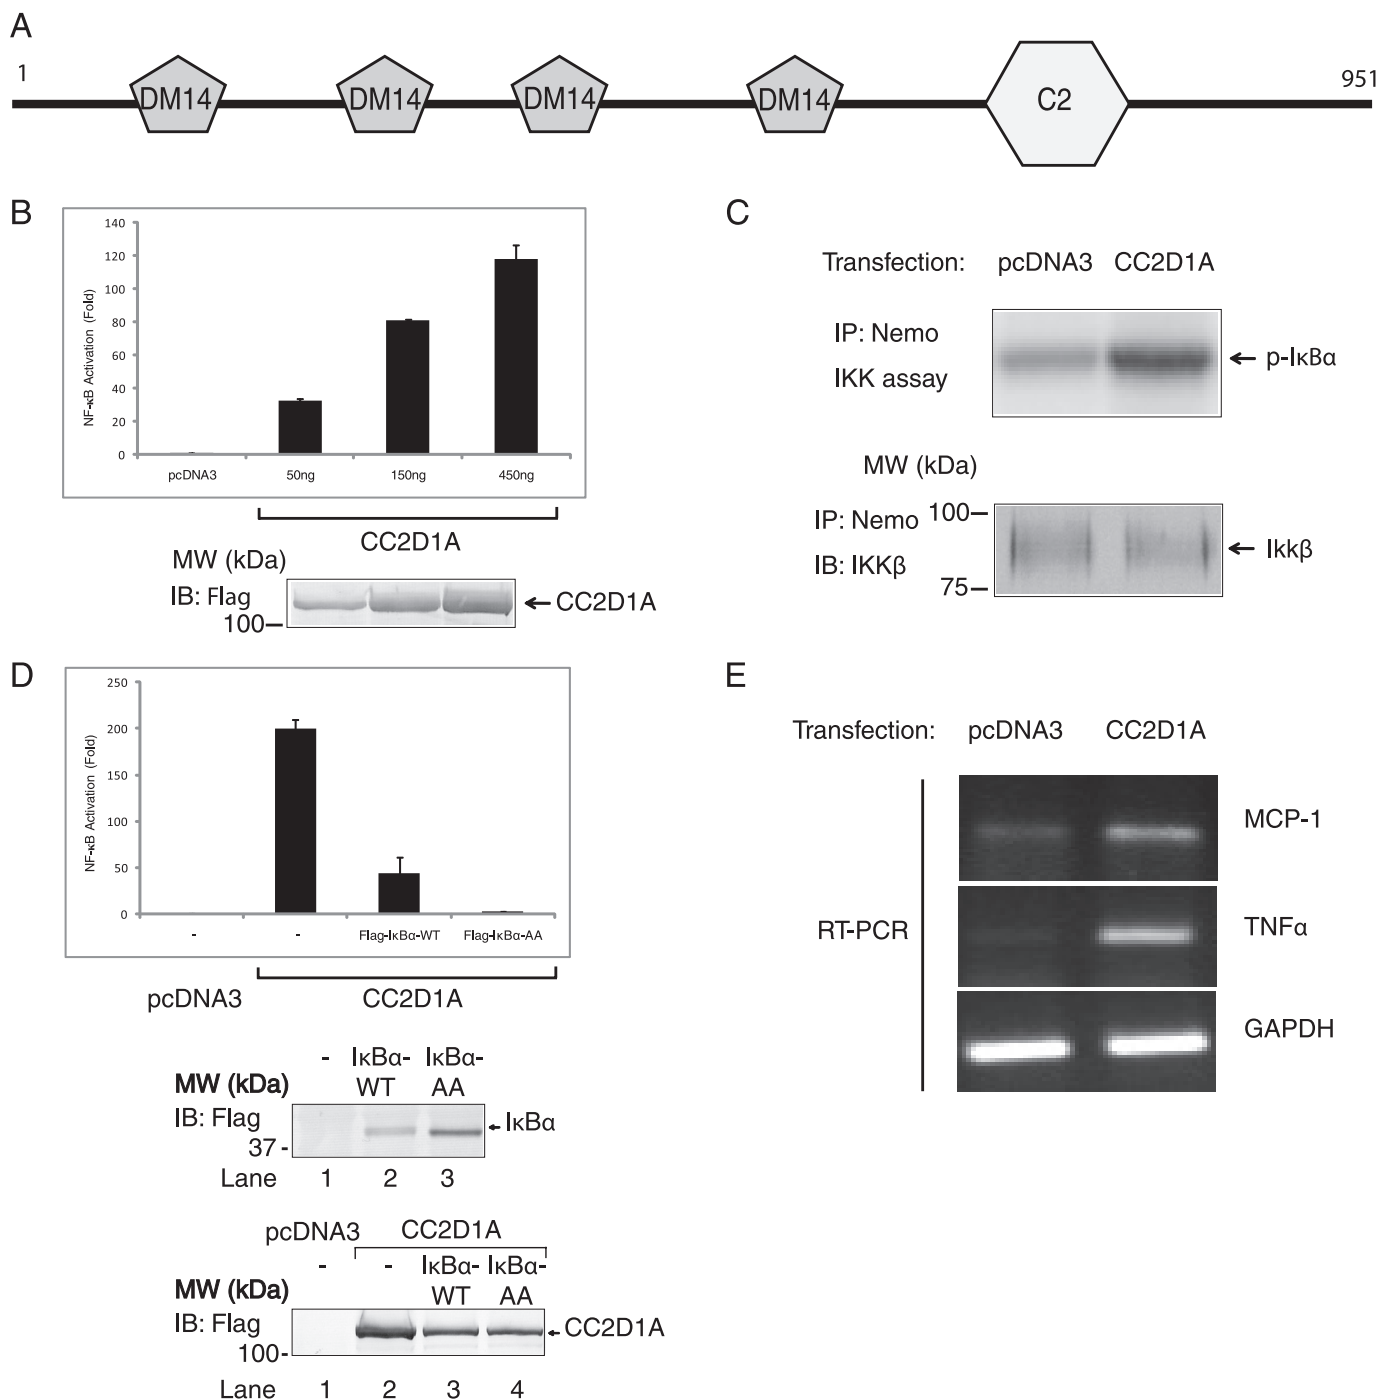 A
1
951
DM14 DM14 DM14 DM14 C2
B
NF-κB Activation (Fold)
140
120
100
80
60
40
20
0
pcDNA3 50ng 150ng 450ng
CC2D1A
MW (kDa)
IB: Flag
100
CC2D1A
C
Transfection: pcDNA3 CC2D1A
IP: Nemo
IKK assay
p-IκBα
MW (kDa)
IP: Nemo 100
IB: IKKβ
75
Ikkβ
D
NF-κB Activation (Fold)
250
200
150
100
50
0
- - Flag-IκBα-WT Flag-IκBα-AA
pcDNA3 CC2D1A
- IκBα- IκBα-
MW (kDa) WT AA
IB: Flag
37 -
IκBα
Lane 1 2 3
pcDNA3 CC2D1A
- - IκBα- IκBα-
MW (kDa) WT AA
IB: Flag
100-
CC2D1A
Lane 1 2 3 4
E
Transfection: pcDNA3 CC2D1A
RT-PCR
MCP-1
TNFα
GAPDH